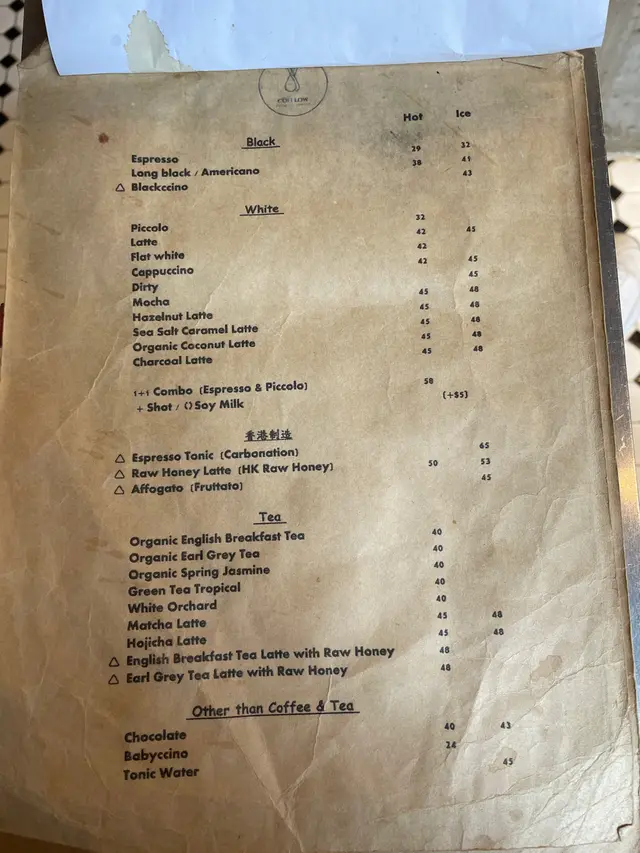 Hot Ice
Black
Espresso 29 32
Long black / Americano 38 41
△ Blackccino 43
White
Piccolo 32
Latte 42 45
Flat white 42
Cappuccino 42 45
Dirty 45
Mocha 45 48
Hazelnut Latte 45 48
Sea Salt Caramel Latte 45 48
Organic Coconut Latte 45 48
Charcoal Latte 45 48
1+1 Combo (Espresso & Piccolo) 58
+ Shot / () Soy Milk (+$5)
香港制造
△ Espresso Tonic (Carbonation) 65
△ Raw Honey Latte (HK Raw Honey) 50 53
△ Affogato (Fruttato) 45
Tea
Organic English Breakfast Tea 40
Organic Earl Grey Tea 40
Organic Spring Jasmine 40
Green Tea Tropical 40
White Orchard 40
Matcha Latte 45 48
Hojicha Latte 45 48
△ English Breakfast Tea Latte with Raw Honey 48
△ Earl Grey Tea Latte with Raw Honey 48
Other than Coffee & Tea
Chocolate 40 43
Babyccino 24
Tonic Water 45